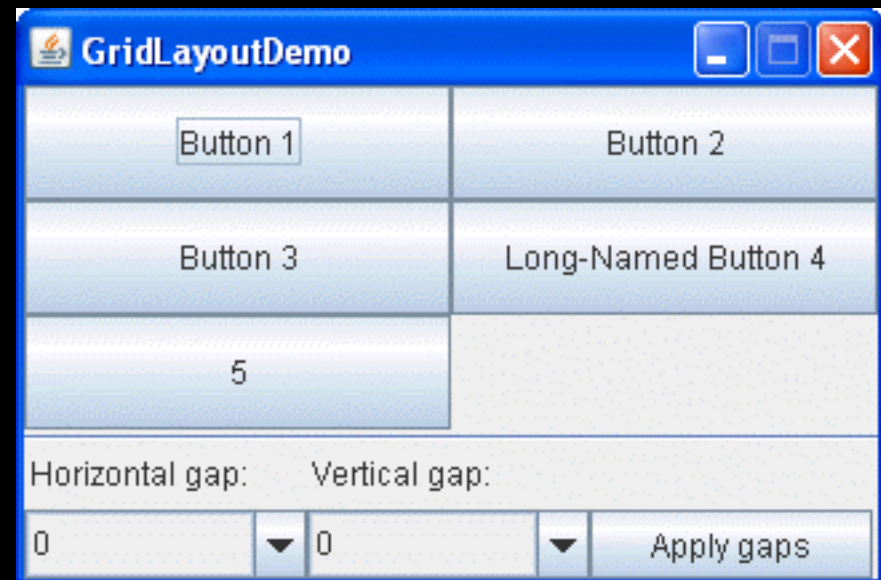 GridLayoutDemo
Button 1
Button 2
Button 3
Long-Named Button 4
5
Horizontal gap:
Vertical gap:
0
0
Apply gaps